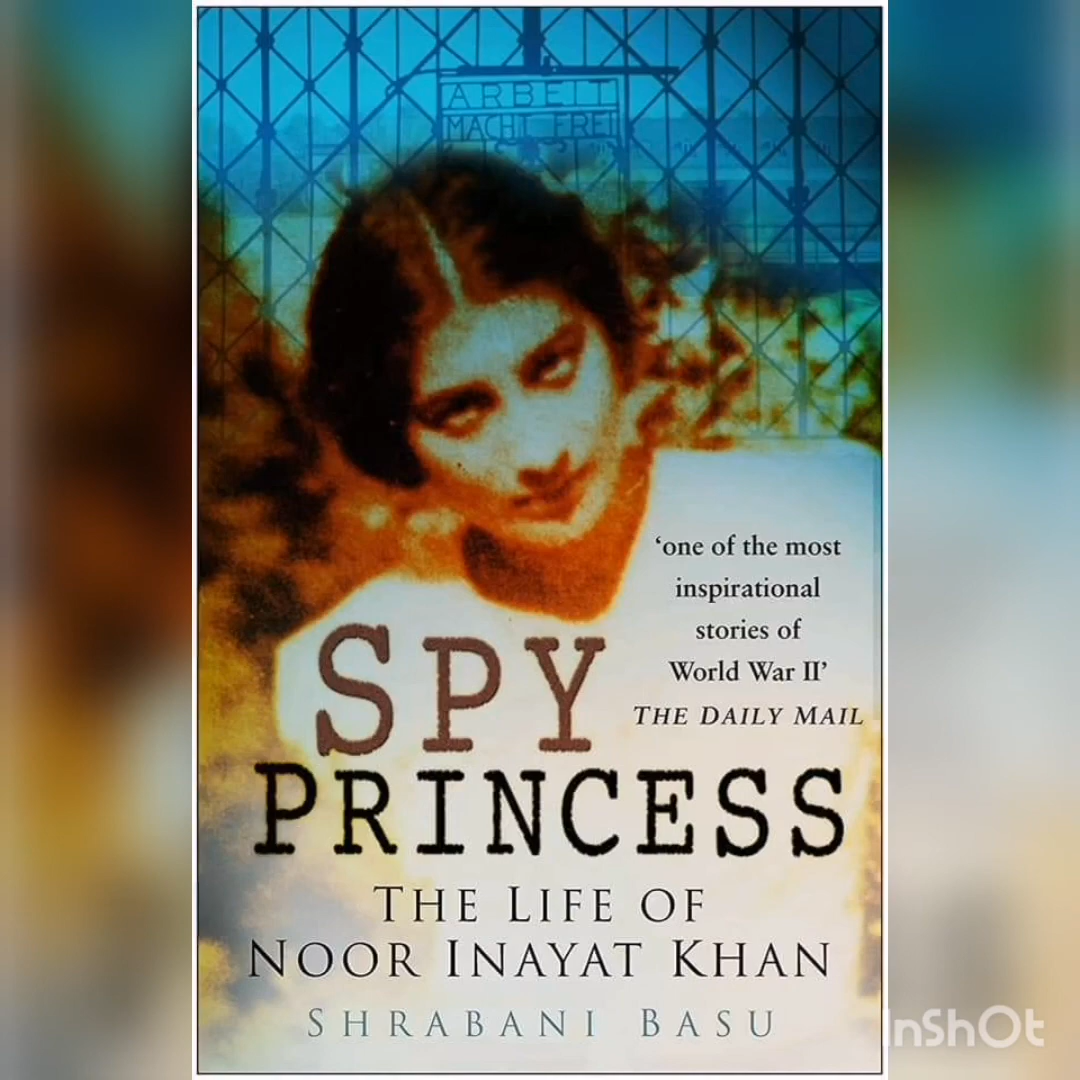 ARBEIT
MACHT FREI
‘one of the most
inspirational
stories of
World War II’
THE DAILY MAIL
SPY
PRINCESS
THE LIFE OF
NOOR INAYAT KHAN
SHRABANI BASU
InShOt